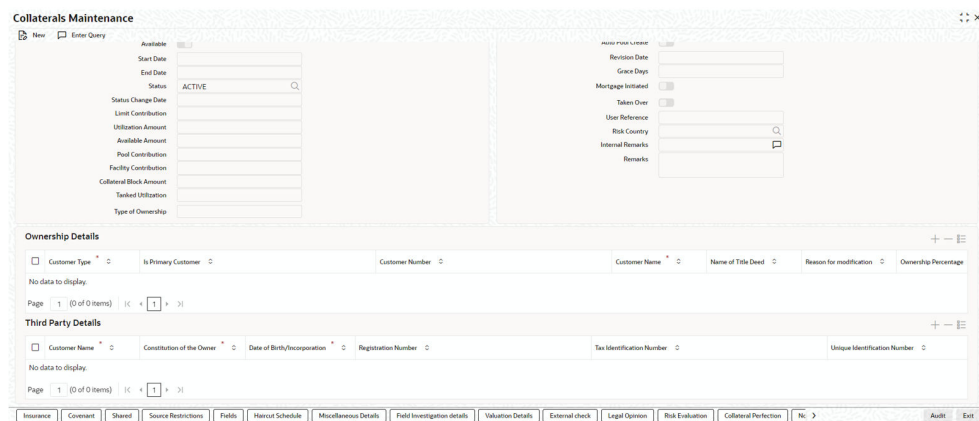 Collaterals Maintenance
New Enter Query
Available
Start Date
End Date
Status ACTIVE
Status Change Date
Limit Contribution
Utilization Amount
Available Amount
Pool Contribution
Facility Contribution
Collateral Block Amount
Tanked Utilization
Type of Ownership
Auto Pool Create
Revision Date
Grace Days
Mortgage Initiated
Taken Over
User Reference
Risk Country
Internal Remarks
Remarks
Ownership Details
Customer Type * Is Primary Customer Customer Number Customer Name * Name of Title Deed Reason for modification Ownership Percentage
No data to display.
Page 1 (0 of 0 items) 1
Third Party Details
Customer Name * Constitution of the Owner * Date of Birth/Incorporation * Registration Number Tax Identification Number Unique Identification Number
No data to display.
Page 1 (0 of 0 items) 1
Insurance Covenant Shared Source Restrictions Fields Haircut Schedule Miscellaneous Details Field Investigation details Valuation Details External check Legal Opinion Risk Evaluation Collateral Perfection Audit Exit